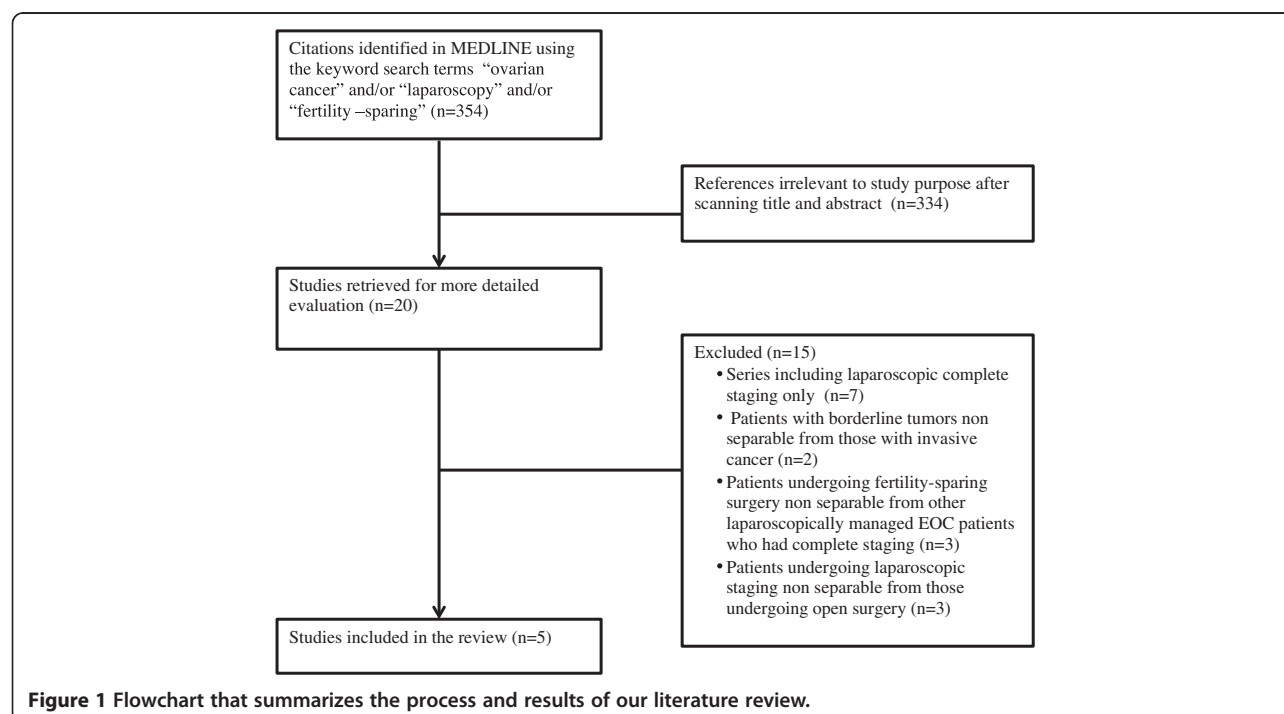 Citations identified in MEDLINE using
the keyword search terms “ovarian
cancer” and/or “laparoscopy” and/or
“fertility –sparing” (n=354)
References irrelevant to study purpose after
scanning title and abstract (n=334)
Studies retrieved for more detailed
evaluation (n=20)
Excluded (n=15)
• Series including laparoscopic complete
staging only (n=7)
• Patients with borderline tumors non
separable from those with invasive
cancer (n=2)
• Patients undergoing fertility-sparing
surgery non separable from other
laparoscopically managed EOC patients
who had complete staging (n=3)
• Patients undergoing laparoscopic
staging non separable from those
undergoing open surgery (n=3)
Studies included in the review (n=5)
Figure 1 Flowchart that summarizes the process and results of our literature review.